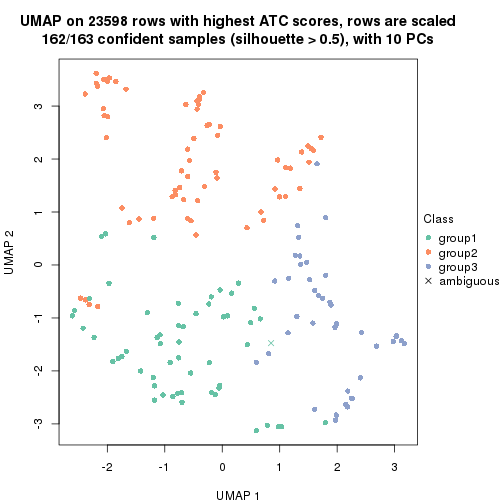 UMAP on 23598 rows with highest ATC scores, rows are scaled
162/163 confident samples (silhouette > 0.5), with 10 PCs
3
2
1
0
-1
-2
-3
UMAP 2
-2
-1
0
1
2
3
UMAP 1
Class
group1
group2
group3
ambiguous